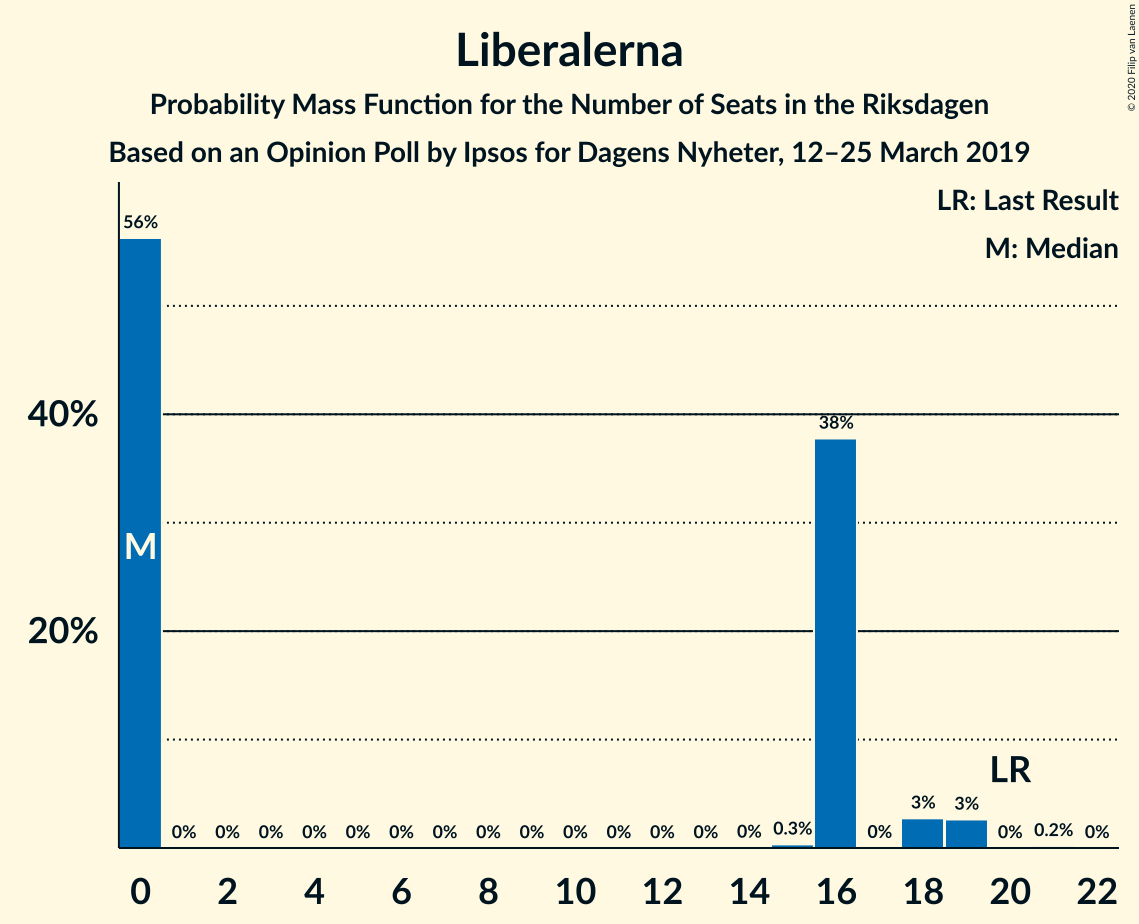 Liberalerna
Probability Mass Function for the Number of Seats in the Riksdagen
Based on an Opinion Poll by Ipsos for Dagens Nyheter, 12–25 March 2019
© 2020 Filip van Laenen
LR: Last Result
M: Median
56%
40%
38%
M
20%
LR
0% 0% 0% 0% 0% 0% 0% 0% 0% 0% 0% 0% 0% 0% 0.3% 0% 3% 3% 0% 0.2% 0%
0 2 4 6 8 10 12 14 16 18 20 22